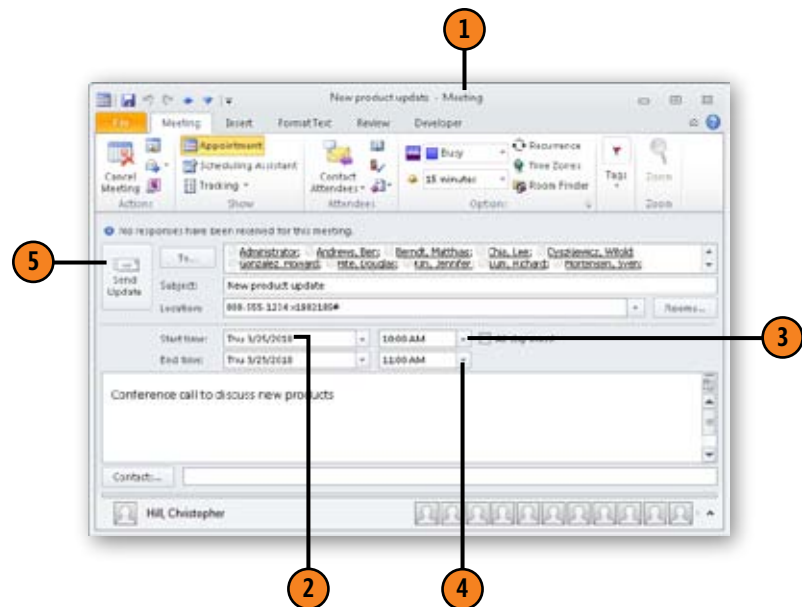 1
New product update - Meeting
File Meeting Insert Format Text Review Developer
Appointment Busy Recurrence
Scheduling Assistant Time Zones
Cancel Meeting Tracking Contact Attendees 15 minutes Room Finder Tags Zoom
Actions Show Attendees Options Zoom
No responses have been received for this meeting.
5
To... Administrator; Andrews, Ben; Berndt, Matthias; Chia, Lee; Cyszkiewicz, Witold;
Gonzalez, Howard; Hite, Douglas; Kim, Jennifer; Lum, Richard; Mortensen, Sven;
Send Update
Subject: New product update
Location: Rooms...
Start time: Thu 3/25/2010 10:00 AM
3
End time: Thu 3/25/2010 11:00 AM
Conference call to discuss new products
Contacts...
Hill, Christopher
2 4